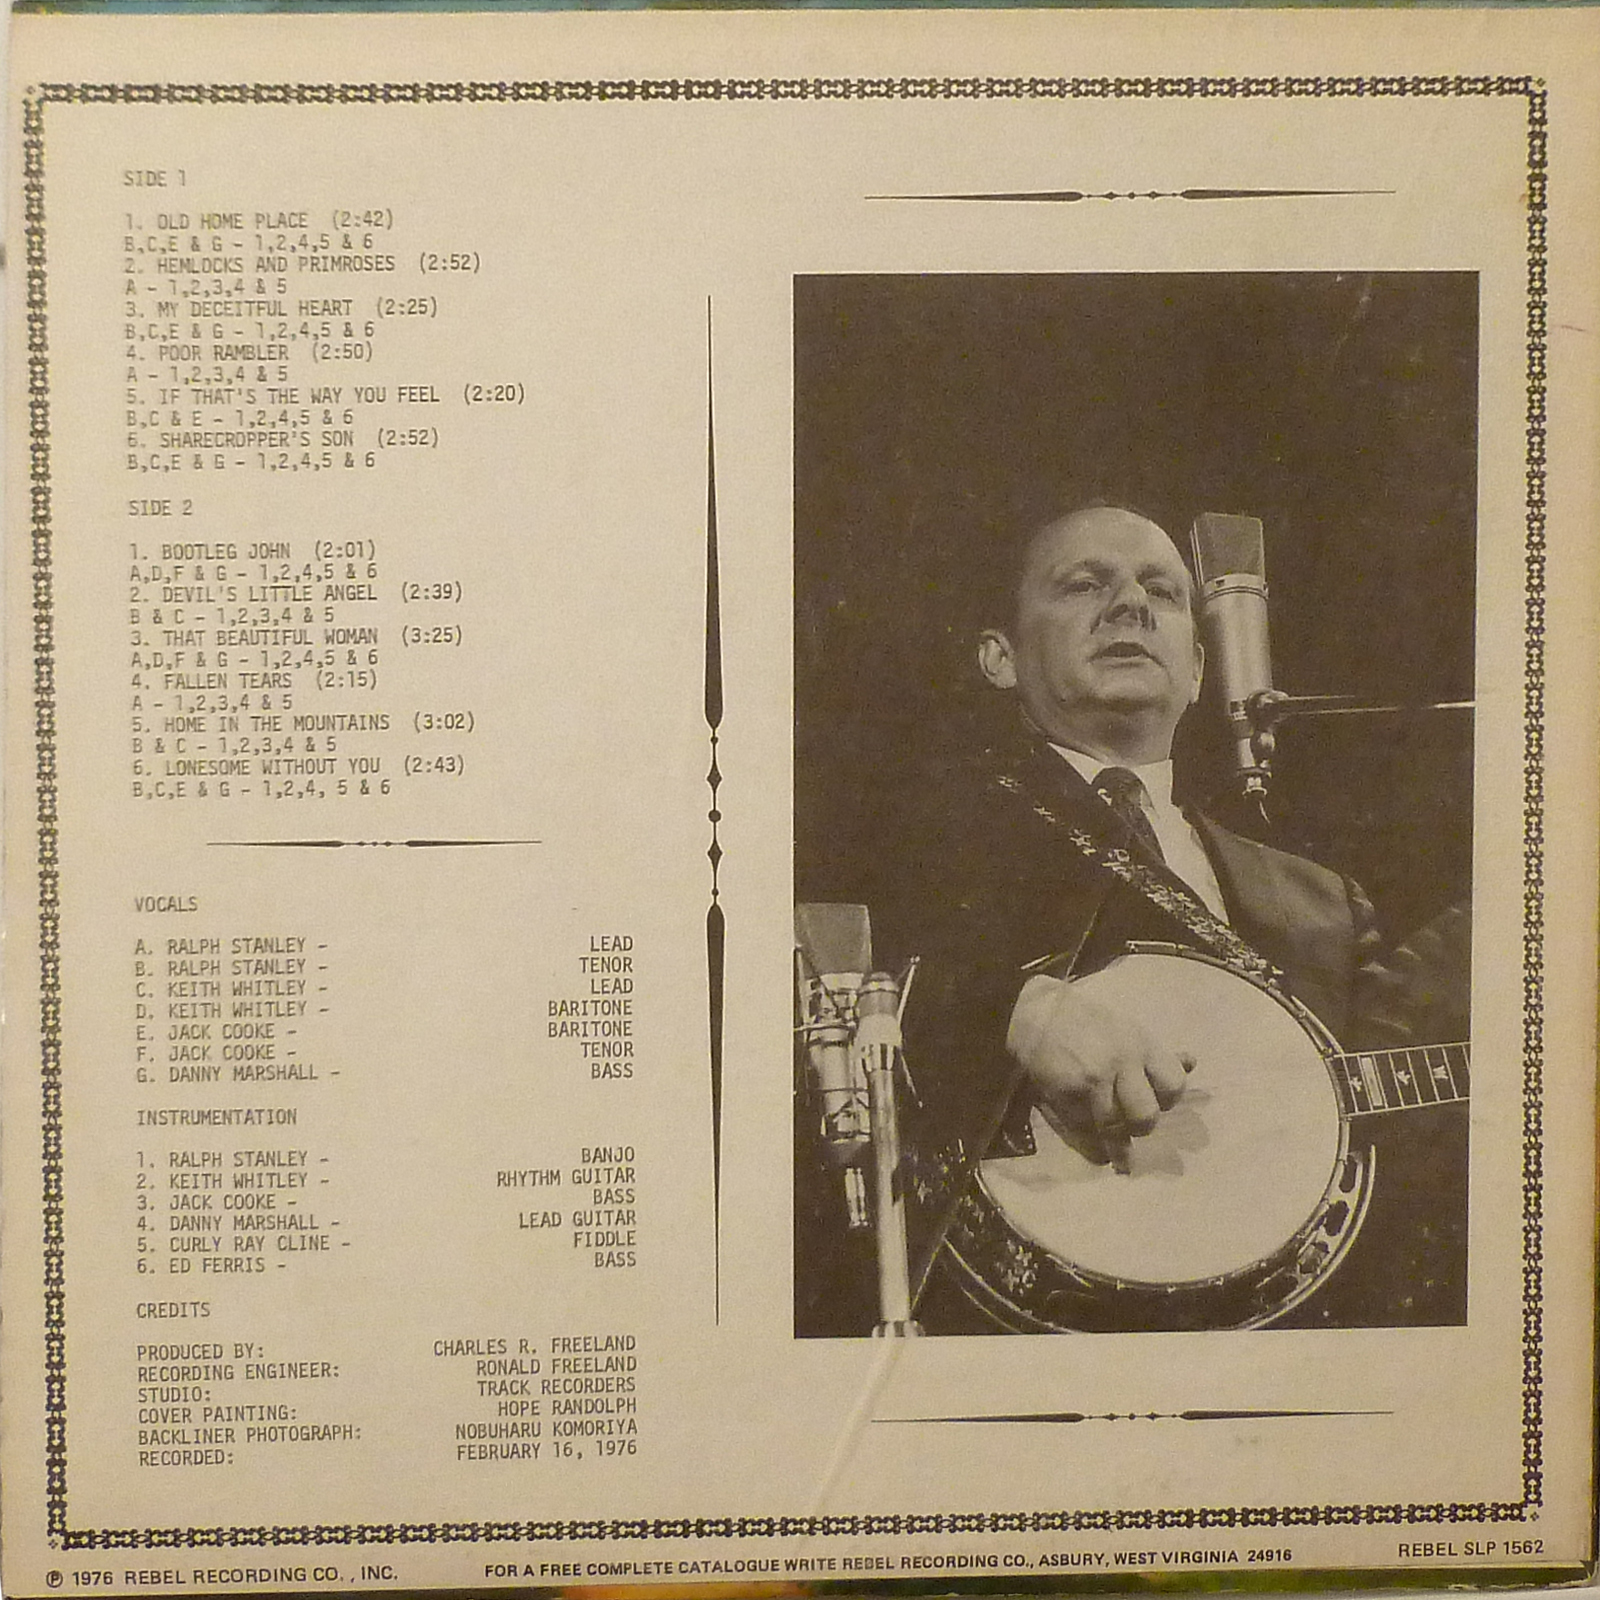 SIDE 1
1. OLD HOME PLACE (2:42)
B,C,E & G - 1,2,4,5 & 6
2. HEMLOCKS AND PRIMROSES (2:52)
A - 1,2,3,4 & 5
3. MY DECEITFUL HEART (2:25)
B,C,E & G - 1,2,4,5 & 6
4. POOR RAMBLER (2:50)
A - 1,2,3,4 & 5
5. IF THAT'S THE WAY YOU FEEL (2:20)
B,C & E - 1,2,4,5 & 6
6. SHARECROPPER'S SON (2:52)
B,C,E & G - 1,2,4,5 & 6
SIDE 2
1. BOOTLEG JOHN (2:01)
A,D,F & G - 1,2,4,5 & 6
2. DEVIL'S LITTLE ANGEL (2:39)
B & C - 1,2,3,4 & 5
3. THAT BEAUTIFUL WOMAN (3:25)
A,D,F & G - 1,2,4,5 & 6
4. FALLEN TEARS (2:15)
A - 1,2,3,4 & 5
5. HOME IN THE MOUNTAINS (3:02)
B & C - 1,2,3,4 & 5
6. LONESOME WITHOUT YOU (2:43)
B,C,E & G - 1,2,4, 5 & 6
VOCALS
A. RALPH STANLEY - LEAD
B. RALPH STANLEY - TENOR
C. KEITH WHITLEY - LEAD
D. KEITH WHITLEY - BARITONE
E. JACK COOKE - BARITONE
F. JACK COOKE - TENOR
G. DANNY MARSHALL - BASS
INSTRUMENTATION
1. RALPH STANLEY - BANJO
2. KEITH WHITLEY - RHYTHM GUITAR
3. JACK COOKE - BASS
4. DANNY MARSHALL - LEAD GUITAR
5. CURLY RAY CLINE - FIDDLE
6. ED FERRIS - BASS
CREDITS
PRODUCED BY: CHARLES R. FREELAND
RECORDING ENGINEER: RONALD FREELAND
STUDIO: TRACK RECORDERS
COVER PAINTING: HOPE RANDOLPH
BACKLINER PHOTOGRAPH: NOBUHARU KOMORIYA
RECORDED: FEBRUARY 16, 1976
℗ 1976 REBEL RECORDING CO., INC.
FOR A FREE COMPLETE CATALOGUE WRITE REBEL RECORDING CO., ASBURY, WEST VIRGINIA 24916
REBEL SLP 1562